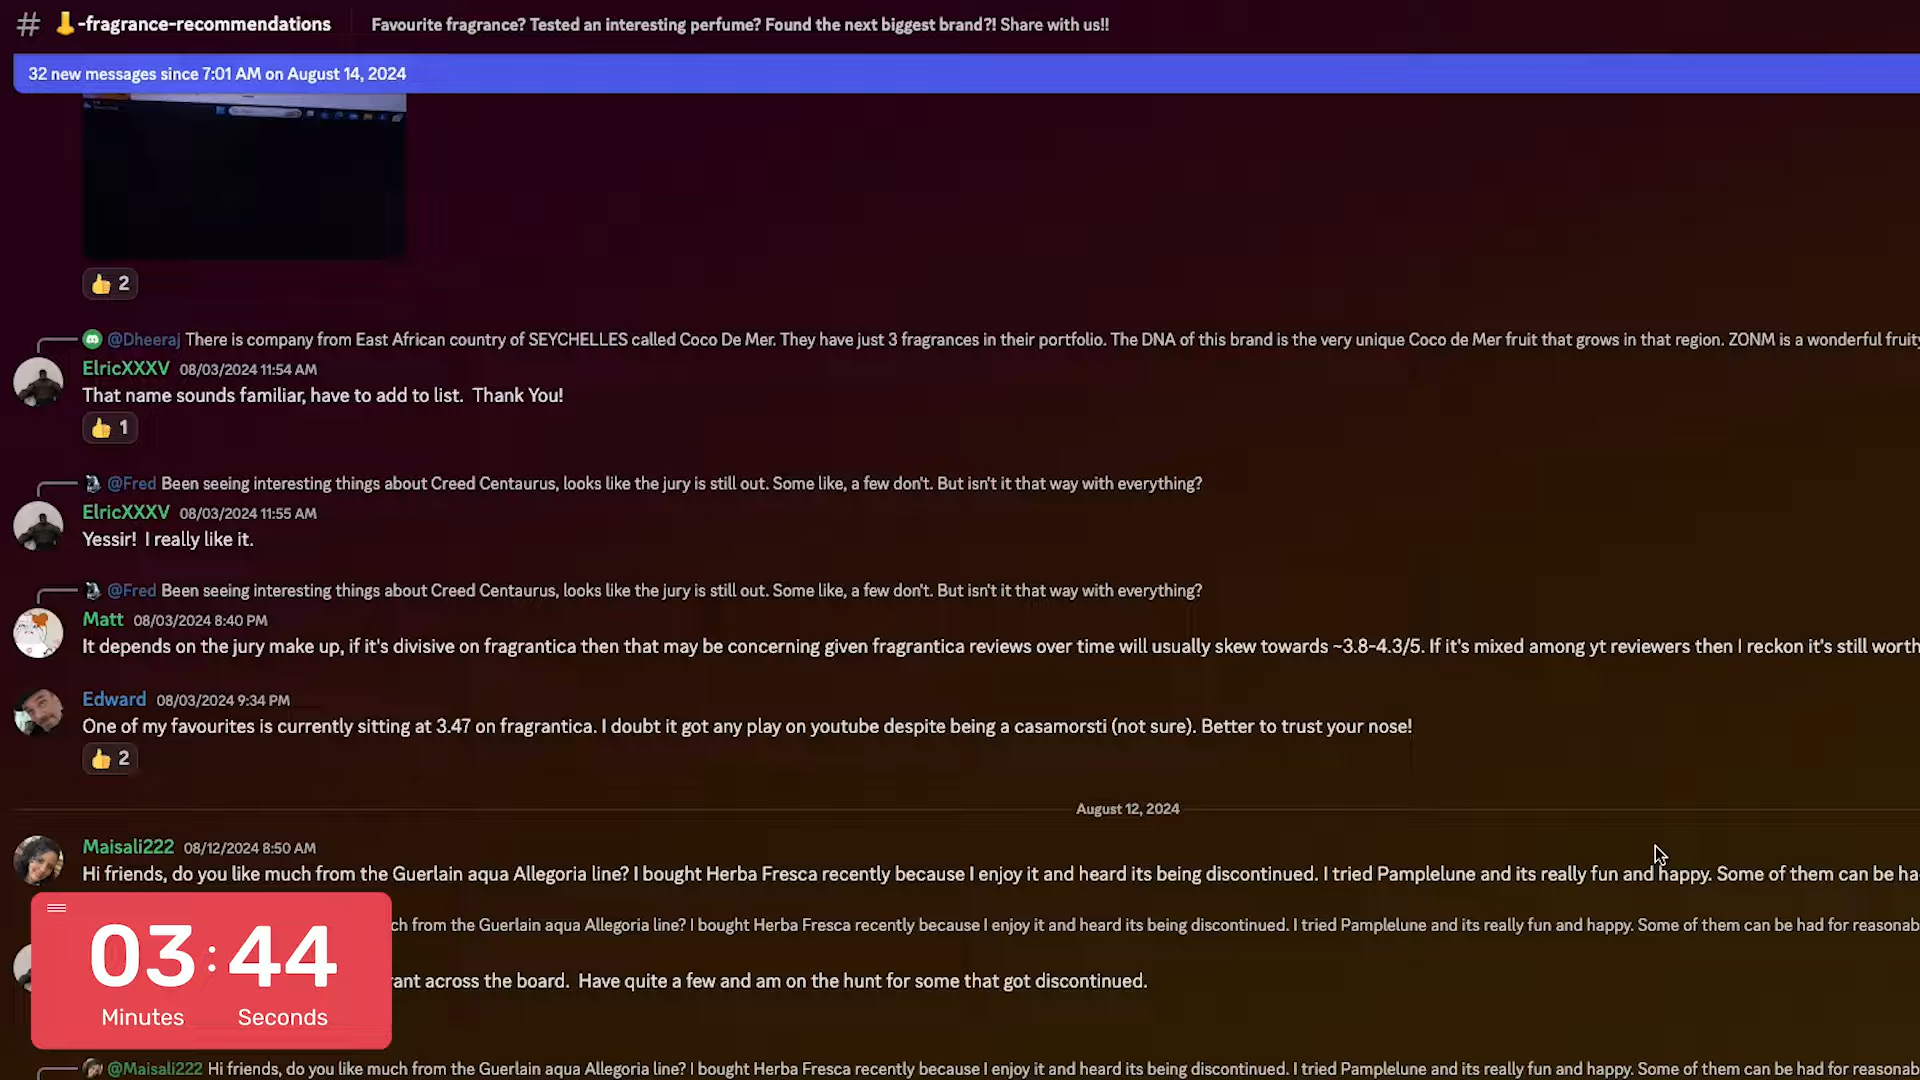 -fragrance-recommendations
Favourite fragrance? Tested an interesting perfume? Found the next biggest brand?! Share with us!!
32 new messages since 7:01 AM on August 14, 2024
2
@Dheeraj There is company from East African country of SEYCHELLES called Coco De Mer. They have just 3 fragrances in their portfolio. The DNA of this brand is the very unique Coco de Mer fruit that grows in that region. ZONM is a wonderful fruity
ElricXXXV 08/03/2024 11:54 AM
That name sounds familiar, have to add to list. Thank You!
1
@Fred Been seeing interesting things about Creed Centaurus, looks like the jury is still out. Some like, a few don't. But isn't it that way with everything?
ElricXXXV 08/03/2024 11:55 AM
Yessir! I really like it.
@Fred Been seeing interesting things about Creed Centaurus, looks like the jury is still out. Some like, a few don't. But isn't it that way with everything?
Matt 08/03/2024 8:40 PM
It depends on the jury make up, if it's divisive on fragrantica then that may be concerning given fragrantica reviews over time will usually skew towards ~3.8-4.3/5. If it's mixed among yt reviewers then I reckon it's still worth
Edward 08/03/2024 9:34 PM
One of my favourites is currently sitting at 3.47 on fragrantica. I doubt it got any play on youtube despite being a casamorsti (not sure). Better to trust your nose!
2
August 12, 2024
Maisali222 08/12/2024 8:50 AM
Hi friends, do you like much from the Guerlain aqua Allegoria line? I bought Herba Fresca recently because I enjoy it and heard its being discontinued. I tried Pamplelune and its really fun and happy. Some of them can be ha
ch from the Guerlain aqua Allegoria line? I bought Herba Fresca recently because I enjoy it and heard its being discontinued. I tried Pamplelune and its really fun and happy. Some of them can be had for reasonab
rant across the board. Have quite a few and am on the hunt for some that got discontinued.
03:44
Minutes Seconds
@Maisali222 Hi friends, do you like much from the Guerlain aqua Allegoria line? I bought Herba Fresca recently because I enjoy it and heard its being discontinued. I tried Pamplelune and its really fun and happy. Some of them can be had for reasonab